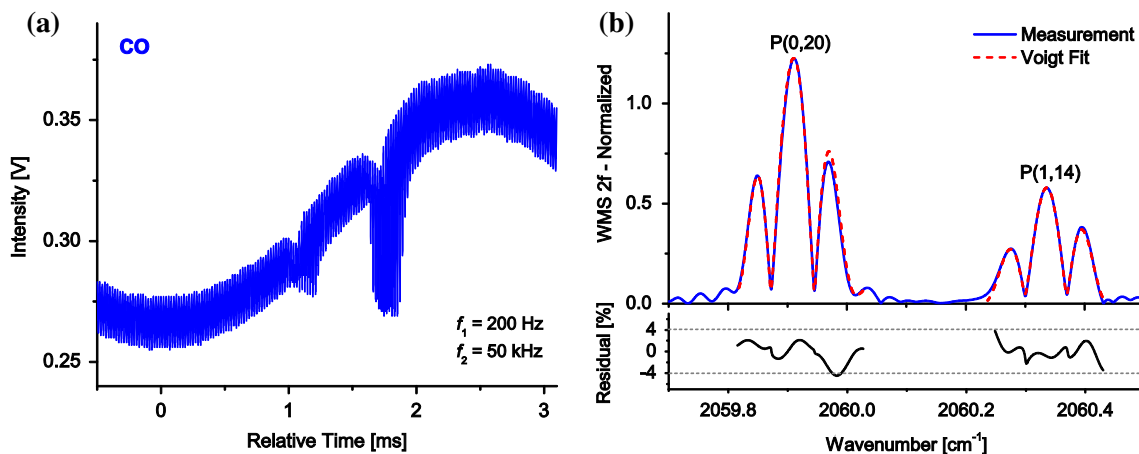 (a)
CO
0.35
0.30
0.25
Intensity [V]
f1 = 200 Hz
f2 = 50 kHz
0 1 2 3
Relative Time [ms]
(b)
Measurement
Voigt Fit
P(0,20)
P(1,14)
1.0
0.5
0.0
WMS 2f - Normalized
4
0
-4
Residual [%]
2059.8 2060.0 2060.2 2060.4
Wavenumber [cm⁻¹]